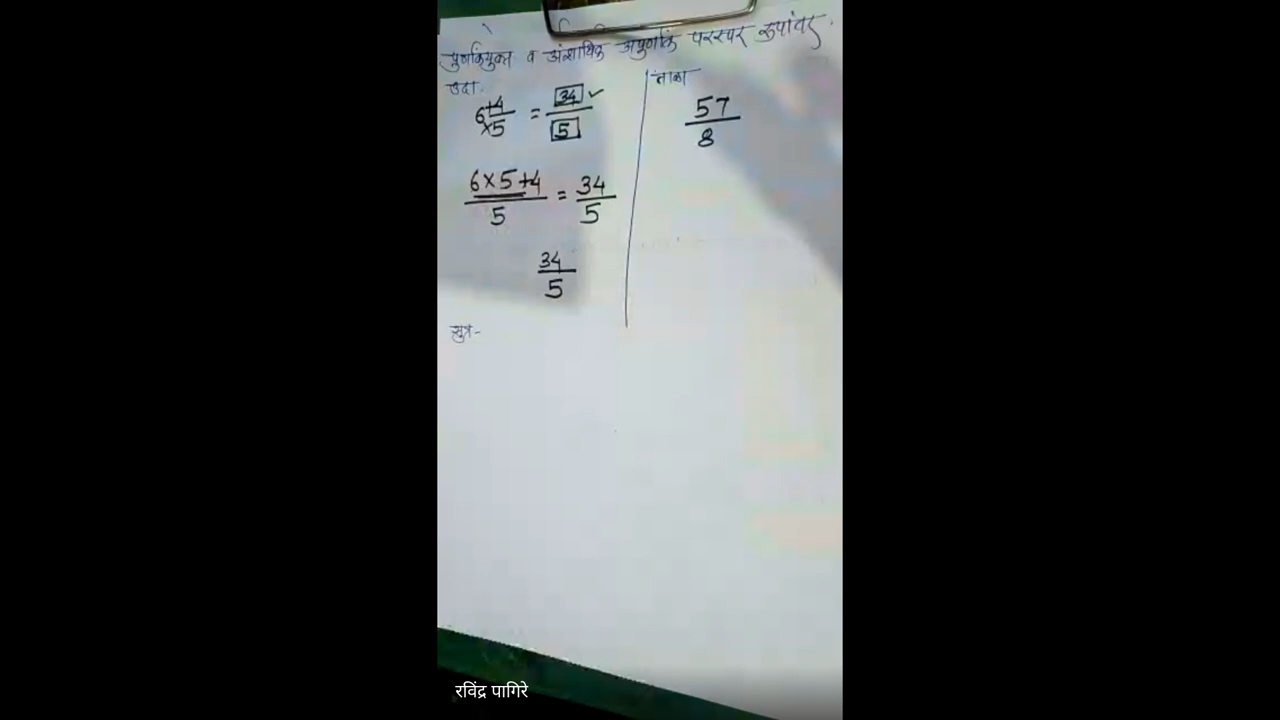 पुर्णांकयुक्त व अंशाधिक अपुर्णांक परस्पर रुपांतर.
उदा.
6 +4/×5 = 34/5 ✓
6×5+4/5 = 34/5
34/5
सुत्र-
ताळा
57/8
रविंद्र पागिरे